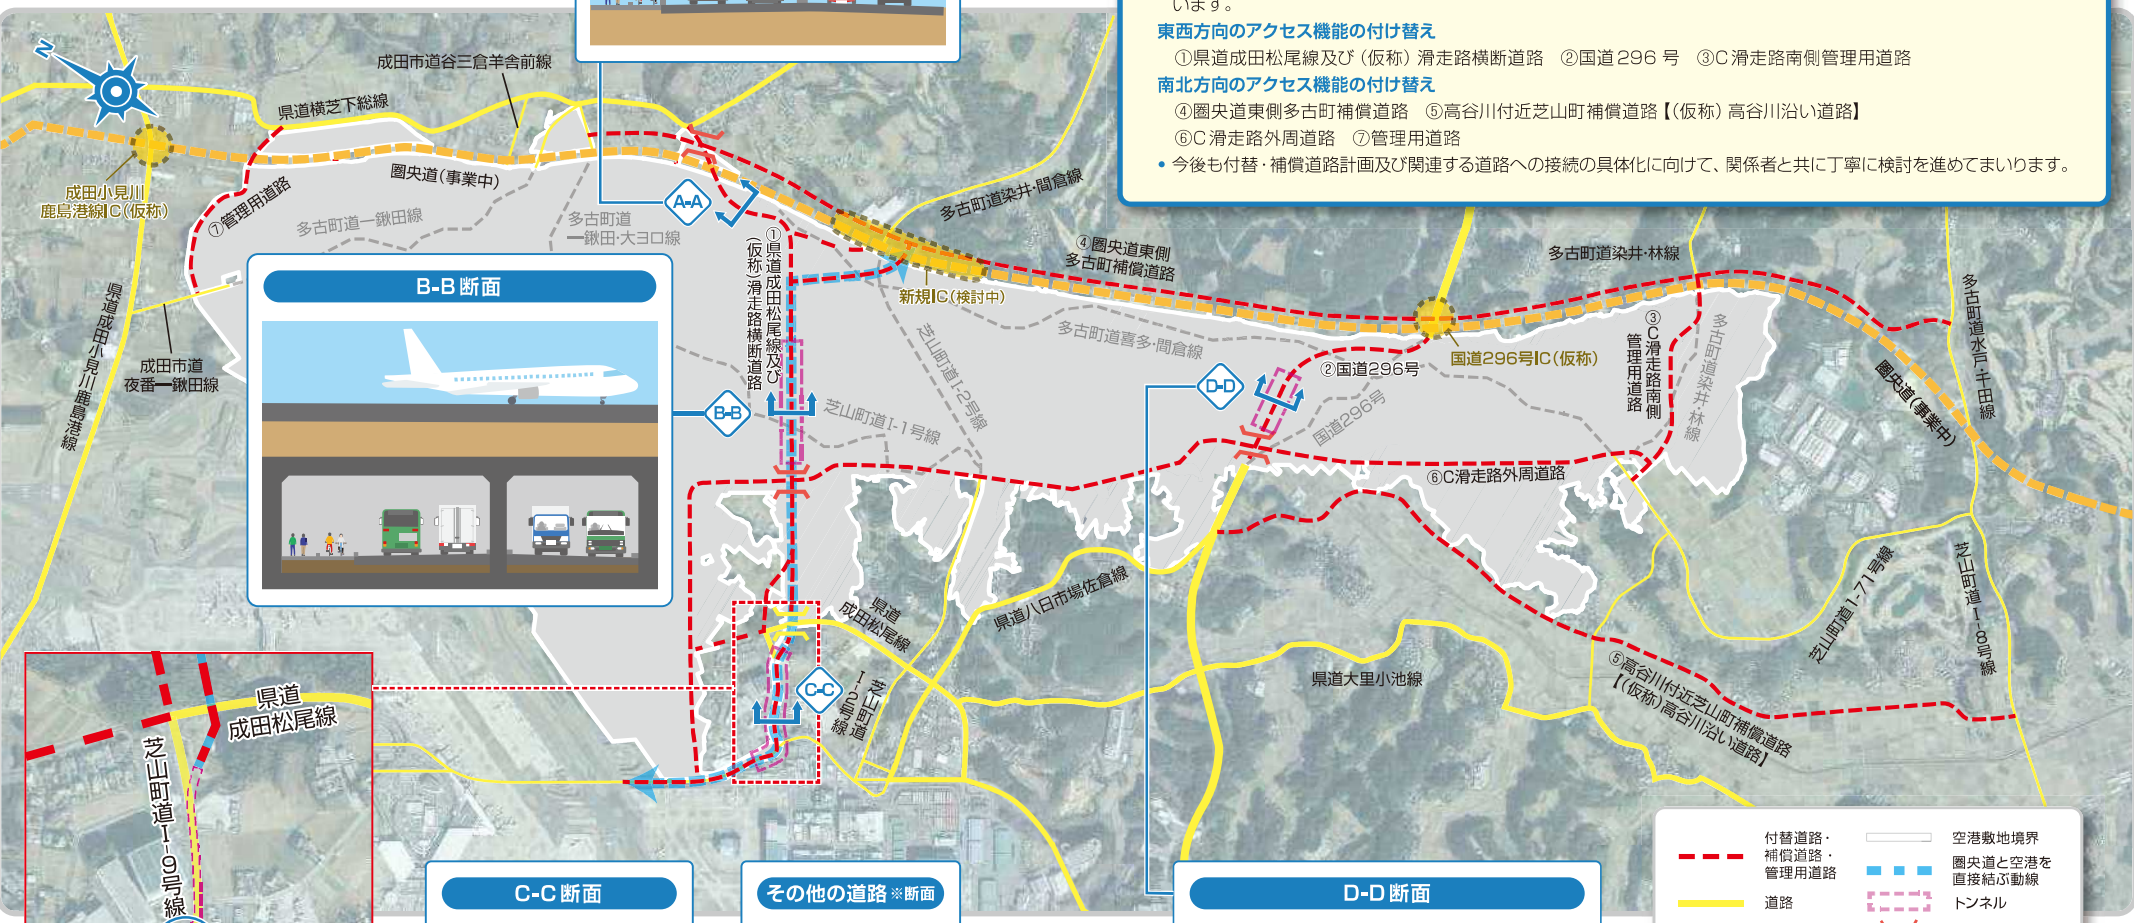 います。
東西方向のアクセス機能の付け替え
①県道成田松尾線及び（仮称）滑走路横断道路　②国道296号　③C滑走路南側管理用道路
南北方向のアクセス機能の付け替え
④圏央道東側多古町補償道路　⑤高谷川付近芝山町補償道路【（仮称）高谷川沿い道路】
⑥C滑走路外周道路　⑦管理用道路
• 今後も付替・補償道路計画及び関連する道路への接続の具体化に向けて、関係者と共に丁寧に検討を進めてまいります。
N
成田市道谷三倉羊舎前線
県道横芝下総線
圏央道（事業中）
成田小見川
鹿島港線IC（仮称）
⑦管理用道路
多古町道一鍬田線
多古町道
一鍬田・大ヨロ線
A-A
多古町道染井・間倉線
④圏央道東側
多古町補償道路
多古町道染井・林線
新規IC（検討中）
①県道成田松尾線及び
（仮称）滑走路横断道路
県道成田小見川鹿島港線
成田市道
夜番一鍬田線
B-B断面
B-B
芝山町道I-1号線
芝山町道I-2号線
多古町道喜多・間倉線
D-D
②国道296号
国道296号
国道296号IC（仮称）
③C滑走路南側
管理用道路
多古町道染井・林線
多古町道水戸・千田線
圏央道（事業中）
⑥C滑走路外周道路
県道
成田松尾線
県道八日市場佐倉線
C-C
芝山町道
I-2号線
県道大里小池線
⑤高谷川付近芝山町補償道路
【（仮称）高谷川沿い道路】
芝山町道1-71号線
芝山町道I-8号線
県道
成田松尾線
芝山町道I-9号線
C-C断面
その他の道路※断面
D-D断面
付替道路・
補償道路・
管理用道路
道路
空港敷地境界
圏央道と空港を
直接結ぶ動線
トンネル